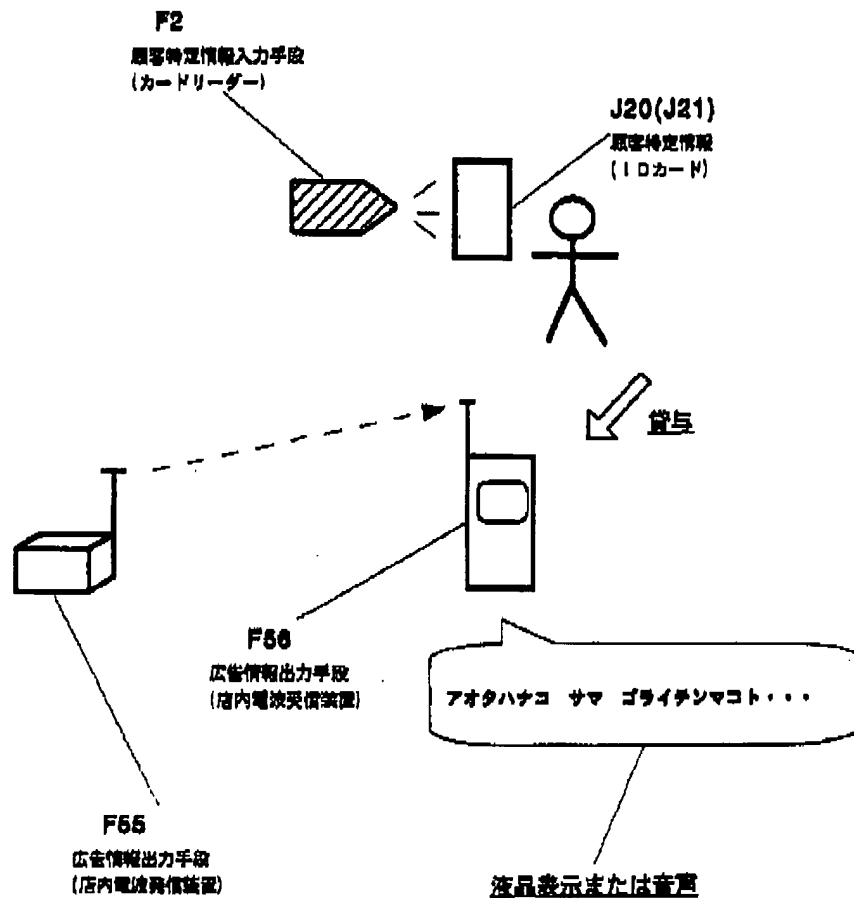 F2
顧客特定情報入力手段
(カードリーダー)
J20(J21)
顧客特定情報
(IDカード)
貸与
F56
広告情報出力手段
(店内電波受信装置)
アオタハナコ サマ ゴライテンマコト・・・
F55
広告情報出力手段
(店内電波発信装置)
液晶表示または音声